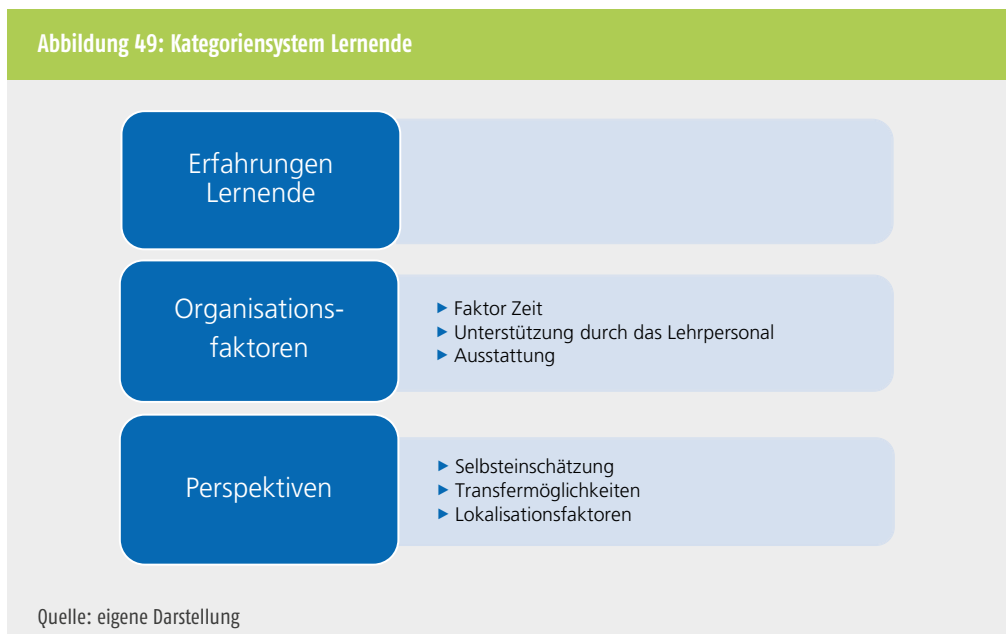 Abbildung 49: Kategoriensystem Lernende
Erfahrungen
Lernende
Organisations-
faktoren
▶ Faktor Zeit
▶ Unterstützung durch das Lehrpersonal
▶ Ausstattung
Perspektiven
▶ Selbsteinschätzung
▶ Transfermöglichkeiten
▶ Lokalisationsfaktoren
Quelle: eigene Darstellung